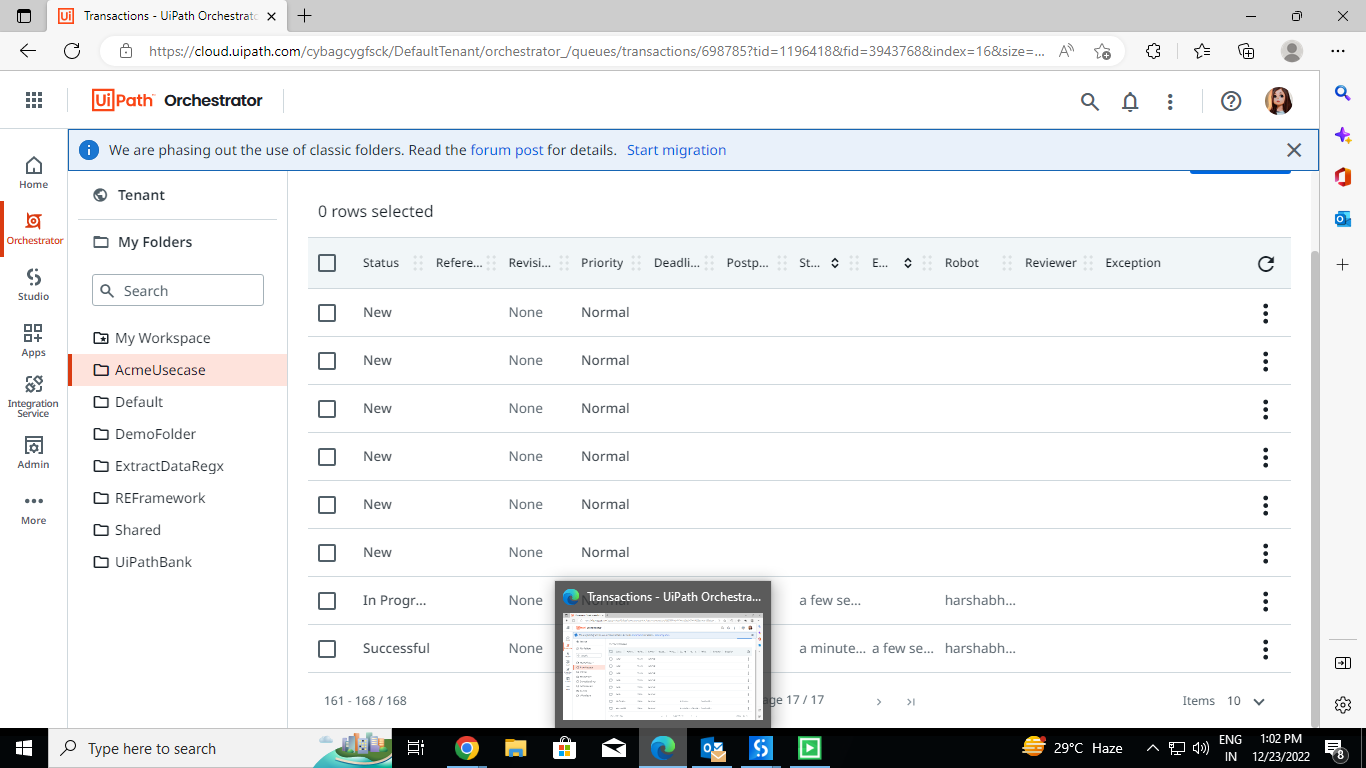 Transactions - UiPath Orchestrato
https://cloud.uipath.com/cybagcygfsck/DefaultTenant/orchestrator_/queues/transactions/698785?tid=1196418&fid=3943768&index=16&size=...
UiPath Orchestrator
We are phasing out the use of classic folders. Read the forum post for details. Start migration
Home
Orchestrator
Studio
Apps
Integration
Service
Admin
More
Tenant
My Folders
Search
My Workspace
AcmeUsecase
Default
DemoFolder
ExtractDataRegx
REFramework
Shared
UiPathBank
0 rows selected
Status Refere... Revisi... Priority Deadli... Postp... St... E... Robot Reviewer Exception
New None Normal
New None Normal
New None Normal
New None Normal
New None Normal
New None Normal
In Progr... None Normal a few se... harshabh...
Successful None a minute... a few se... harshabh...
Transactions - UiPath Orchestra...
161 - 168 / 168 age 17 / 17 Items 10
Type here to search
29°C Haze
ENG
IN
1:02 PM
12/23/2022
8